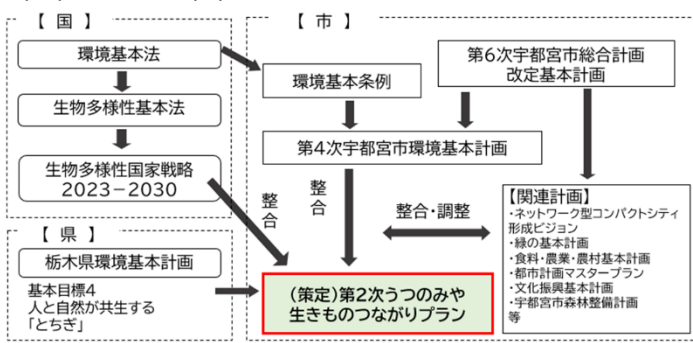 【 国 】
環境基本法
生物多様性基本法
生物多様性国家戦略
2023-2030
【 県 】
栃木県環境基本計画
基本目標4
人と自然が共生する
「とちぎ」
【 市 】
環境基本条例
第6次宇都宮市総合計画
改定基本計画
第4次宇都宮市環境基本計画
整合
整合
整合・調整
【関連計画】
・ネットワーク型コンパクトシティ
形成ビジョン
・緑の基本計画
・食料・農業・農村基本計画
・都市計画マスタープラン
・文化振興基本計画
・宇都宮市森林整備計画
等
(策定)第2次うつのみや
生きものつながりプラン